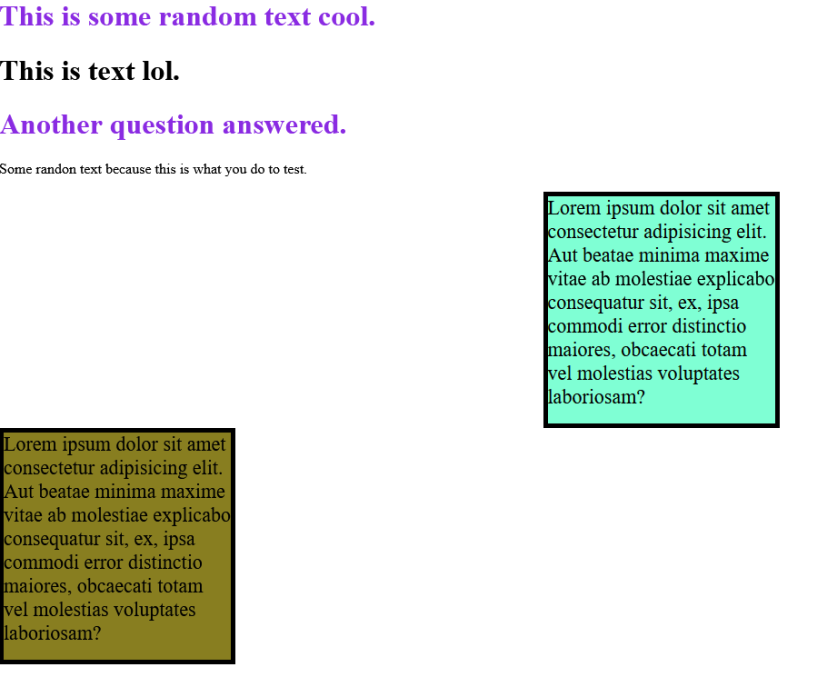 This is some random text cool.
This is text lol.
Another question answered.
Some randon text because this is what you do to test.
Lorem ipsum dolor sit amet
consectetur adipisicing elit.
Aut beatae minima maxime
vitae ab molestiae explicabo
consequatur sit, ex, ipsa
commodi error distinctio
maiores, obcaecati totam
vel molestias voluptates
laboriosam?
Lorem ipsum dolor sit amet
consectetur adipisicing elit.
Aut beatae minima maxime
vitae ab molestiae explicabo
consequatur sit, ex, ipsa
commodi error distinctio
maiores, obcaecati totam
vel molestias voluptates
laboriosam?